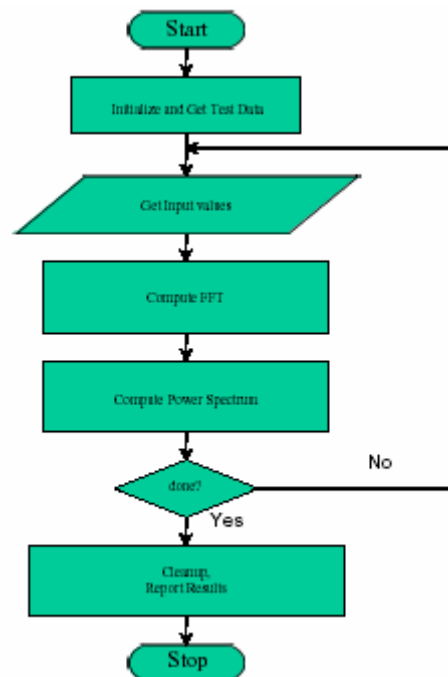 Start
Initialize and Get Test Data
Get Input values
Compute FFT
Compute Power Spectrum
done?
No
Yes
Cleanup,
Report Results
Stop